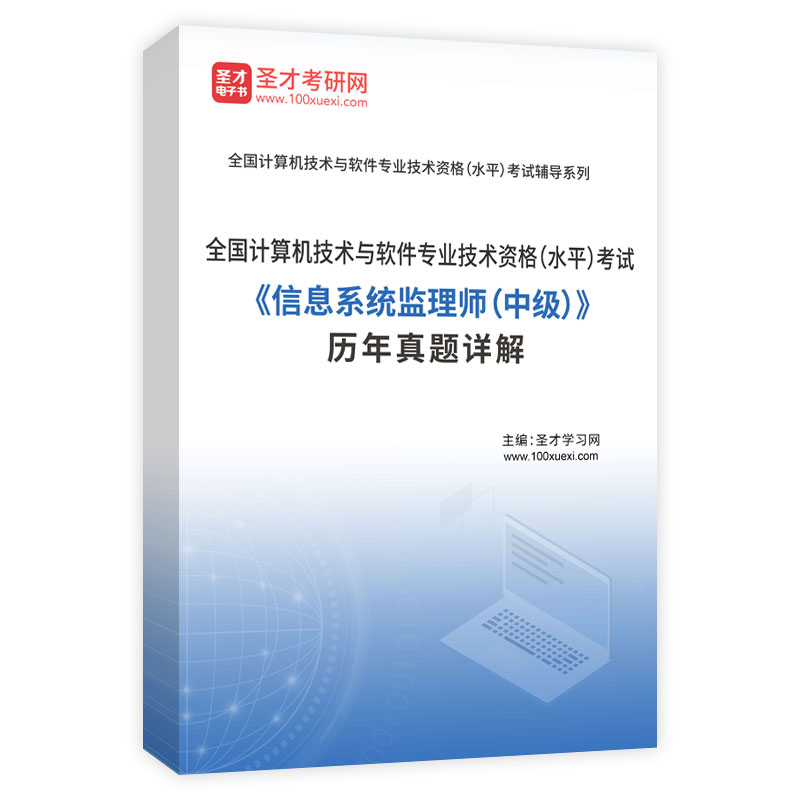 圣才
电子书
圣才考研网
www.100xuexi.com
全国计算机技术与软件专业技术资格(水平)考试辅导系列
全国计算机技术与软件专业技术资格(水平)考试
《信息系统监理师(中级)》
历年真题详解
主编:圣才学习网
www.100xuexi.com